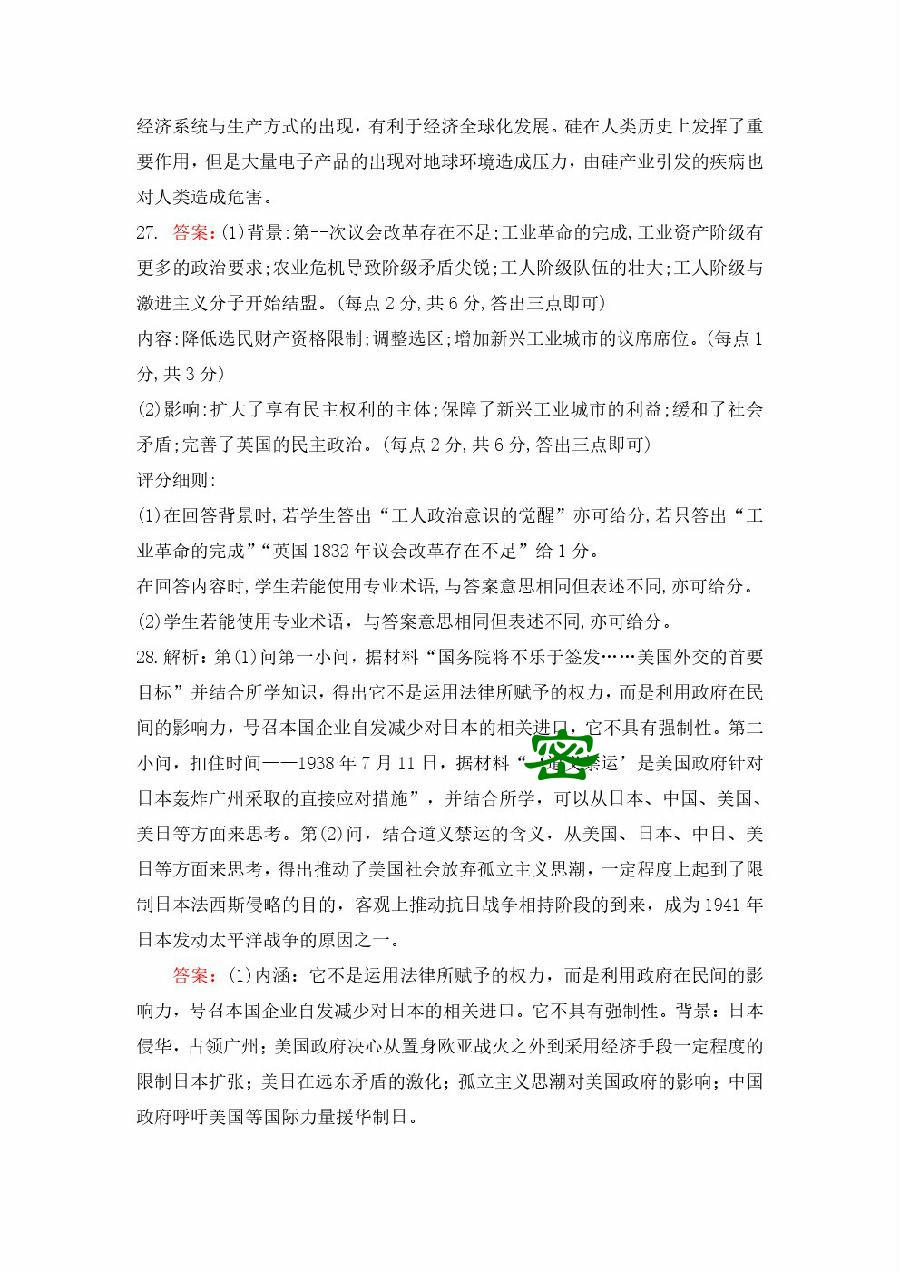 经济系统与生产方式的出现，有利于经济全球化发展。硅在人类历史上发挥了重
要作用，但是大量电子产品的出现对地球环境造成压力，由硅产业引发的疾病也
对人类造成危害。
27. 答案:(1)背景:第--次议会改革存在不足;工业革命的完成,工业资产阶级有
更多的政治要求;农业危机导致阶级矛盾尖锐;工人阶级队伍的壮大;工人阶级与
激进主义分子开始结盟。(每点2分,共6分,答出三点即可)
内容:降低选民财产资格限制;调整选区;增加新兴工业城市的议席席位。(每点1
分,共3分)
(2)影响:扩大了享有民主权利的主体;保障了新兴工业城市的利益;缓和了社会
矛盾;完善了英国的民主政治。(每点2分,共6分,答出三点即可)
评分细则:
(1)在回答背景时,若学生答出“工人政治意识的觉醒”亦可给分,若只答出“工
业革命的完成”“英国1832年议会改革存在不足”给1分。
在回答内容时,学生若能使用专业术语,与答案意思相同但表述不同,亦可给分。
(2)学生若能使用专业术语，与答案意思相同但表述不同,亦可给分。
28.解析：第(1)问第一小问，据材料“国务院将不乐于签发……美国外交的首要
目标”并结合所学知识，得出它不是运用法律所赋予的权力，而是利用政府在民
间的影响力，号召本国企业自发减少对日本的相关进口，它不具有强制性。第二
小问，扣住时间——1938年7月11日，据材料“‘道义禁运’是美国政府针对
日本轰炸广州采取的直接应对措施”，并结合所学，可以从日本、中国、美国、
美日等方面来思考。第(2)问，结合道义禁运的含义，从美国、日本、中日、美
日等方面来思考，得出推动了美国社会放弃孤立主义思潮，一定程度上起到了限
制日本法西斯侵略的目的，客观上推动抗日战争相持阶段的到来，成为1941年
日本发动太平洋战争的原因之一。
答案：(1)内涵：它不是运用法律所赋予的权力，而是利用政府在民间的影
响力，号召本国企业自发减少对日本的相关进口。它不具有强制性。背景：日本
侵华，占领广州；美国政府决心从置身欧亚战火之外到采用经济手段一定程度的
限制日本扩张；美日在远东矛盾的激化；孤立主义思潮对美国政府的影响；中国
政府呼吁美国等国际力量援华制日。
密